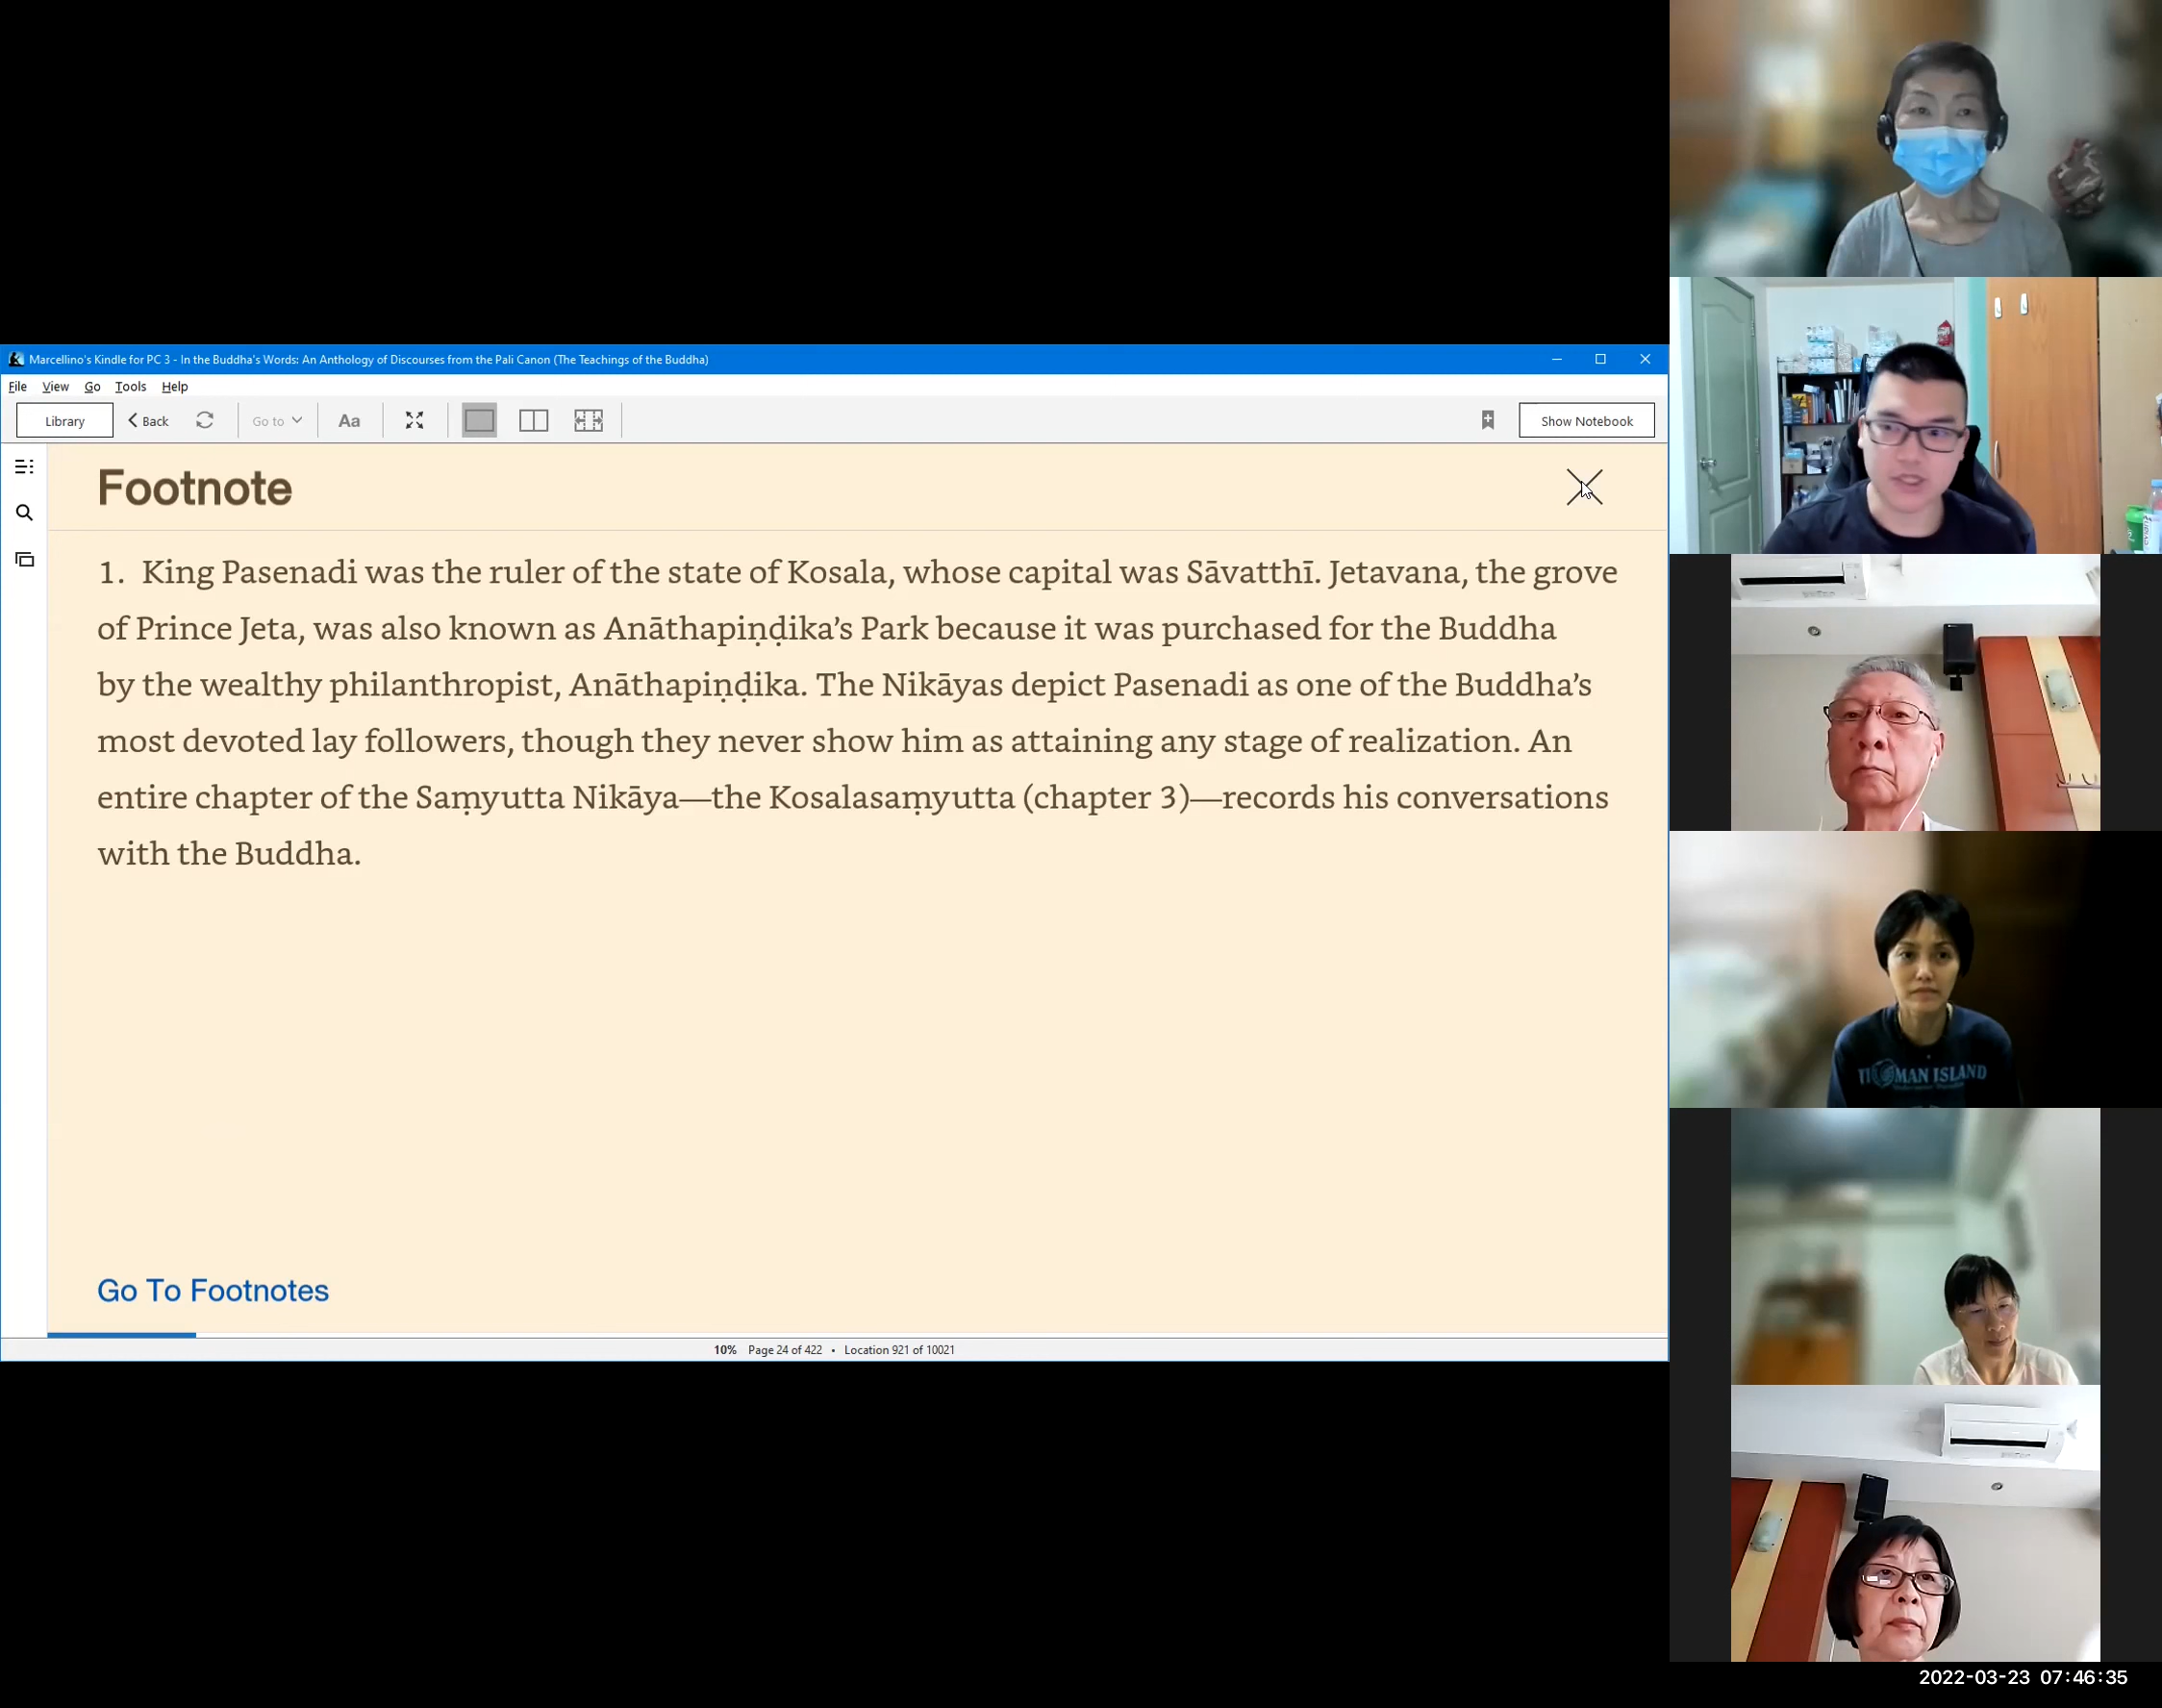 Marcellino's Kindle for PC 3 - In the Buddha's Words: An Anthology of Discourses from the Pali Canon (The Teachings of the Buddha)
File View Go Tools Help
Library Back Go to Aa Show Notebook
Footnote
1. King Pasenadi was the ruler of the state of Kosala, whose capital was Sāvatthī. Jetavana, the grove
of Prince Jeta, was also known as Anāthapiṇḍika’s Park because it was purchased for the Buddha
by the wealthy philanthropist, Anāthapiṇḍika. The Nikāyas depict Pasenadi as one of the Buddha’s
most devoted lay followers, though they never show him as attaining any stage of realization. An
entire chapter of the Saṃyutta Nikāya—the Kosalasaṃyutta (chapter 3)—records his conversations
with the Buddha.
Go To Footnotes
10% Page 24 of 422 • Location 921 of 10021
MAN ISLAND
2022-03-23 07:46:35